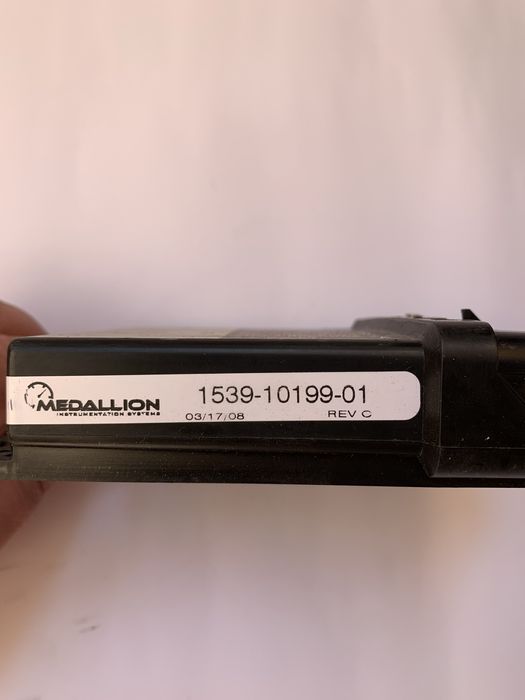 MEDALLION
INSTRUMENTATION SYSTEMS
1539-10199-01
03/17/08 REV C